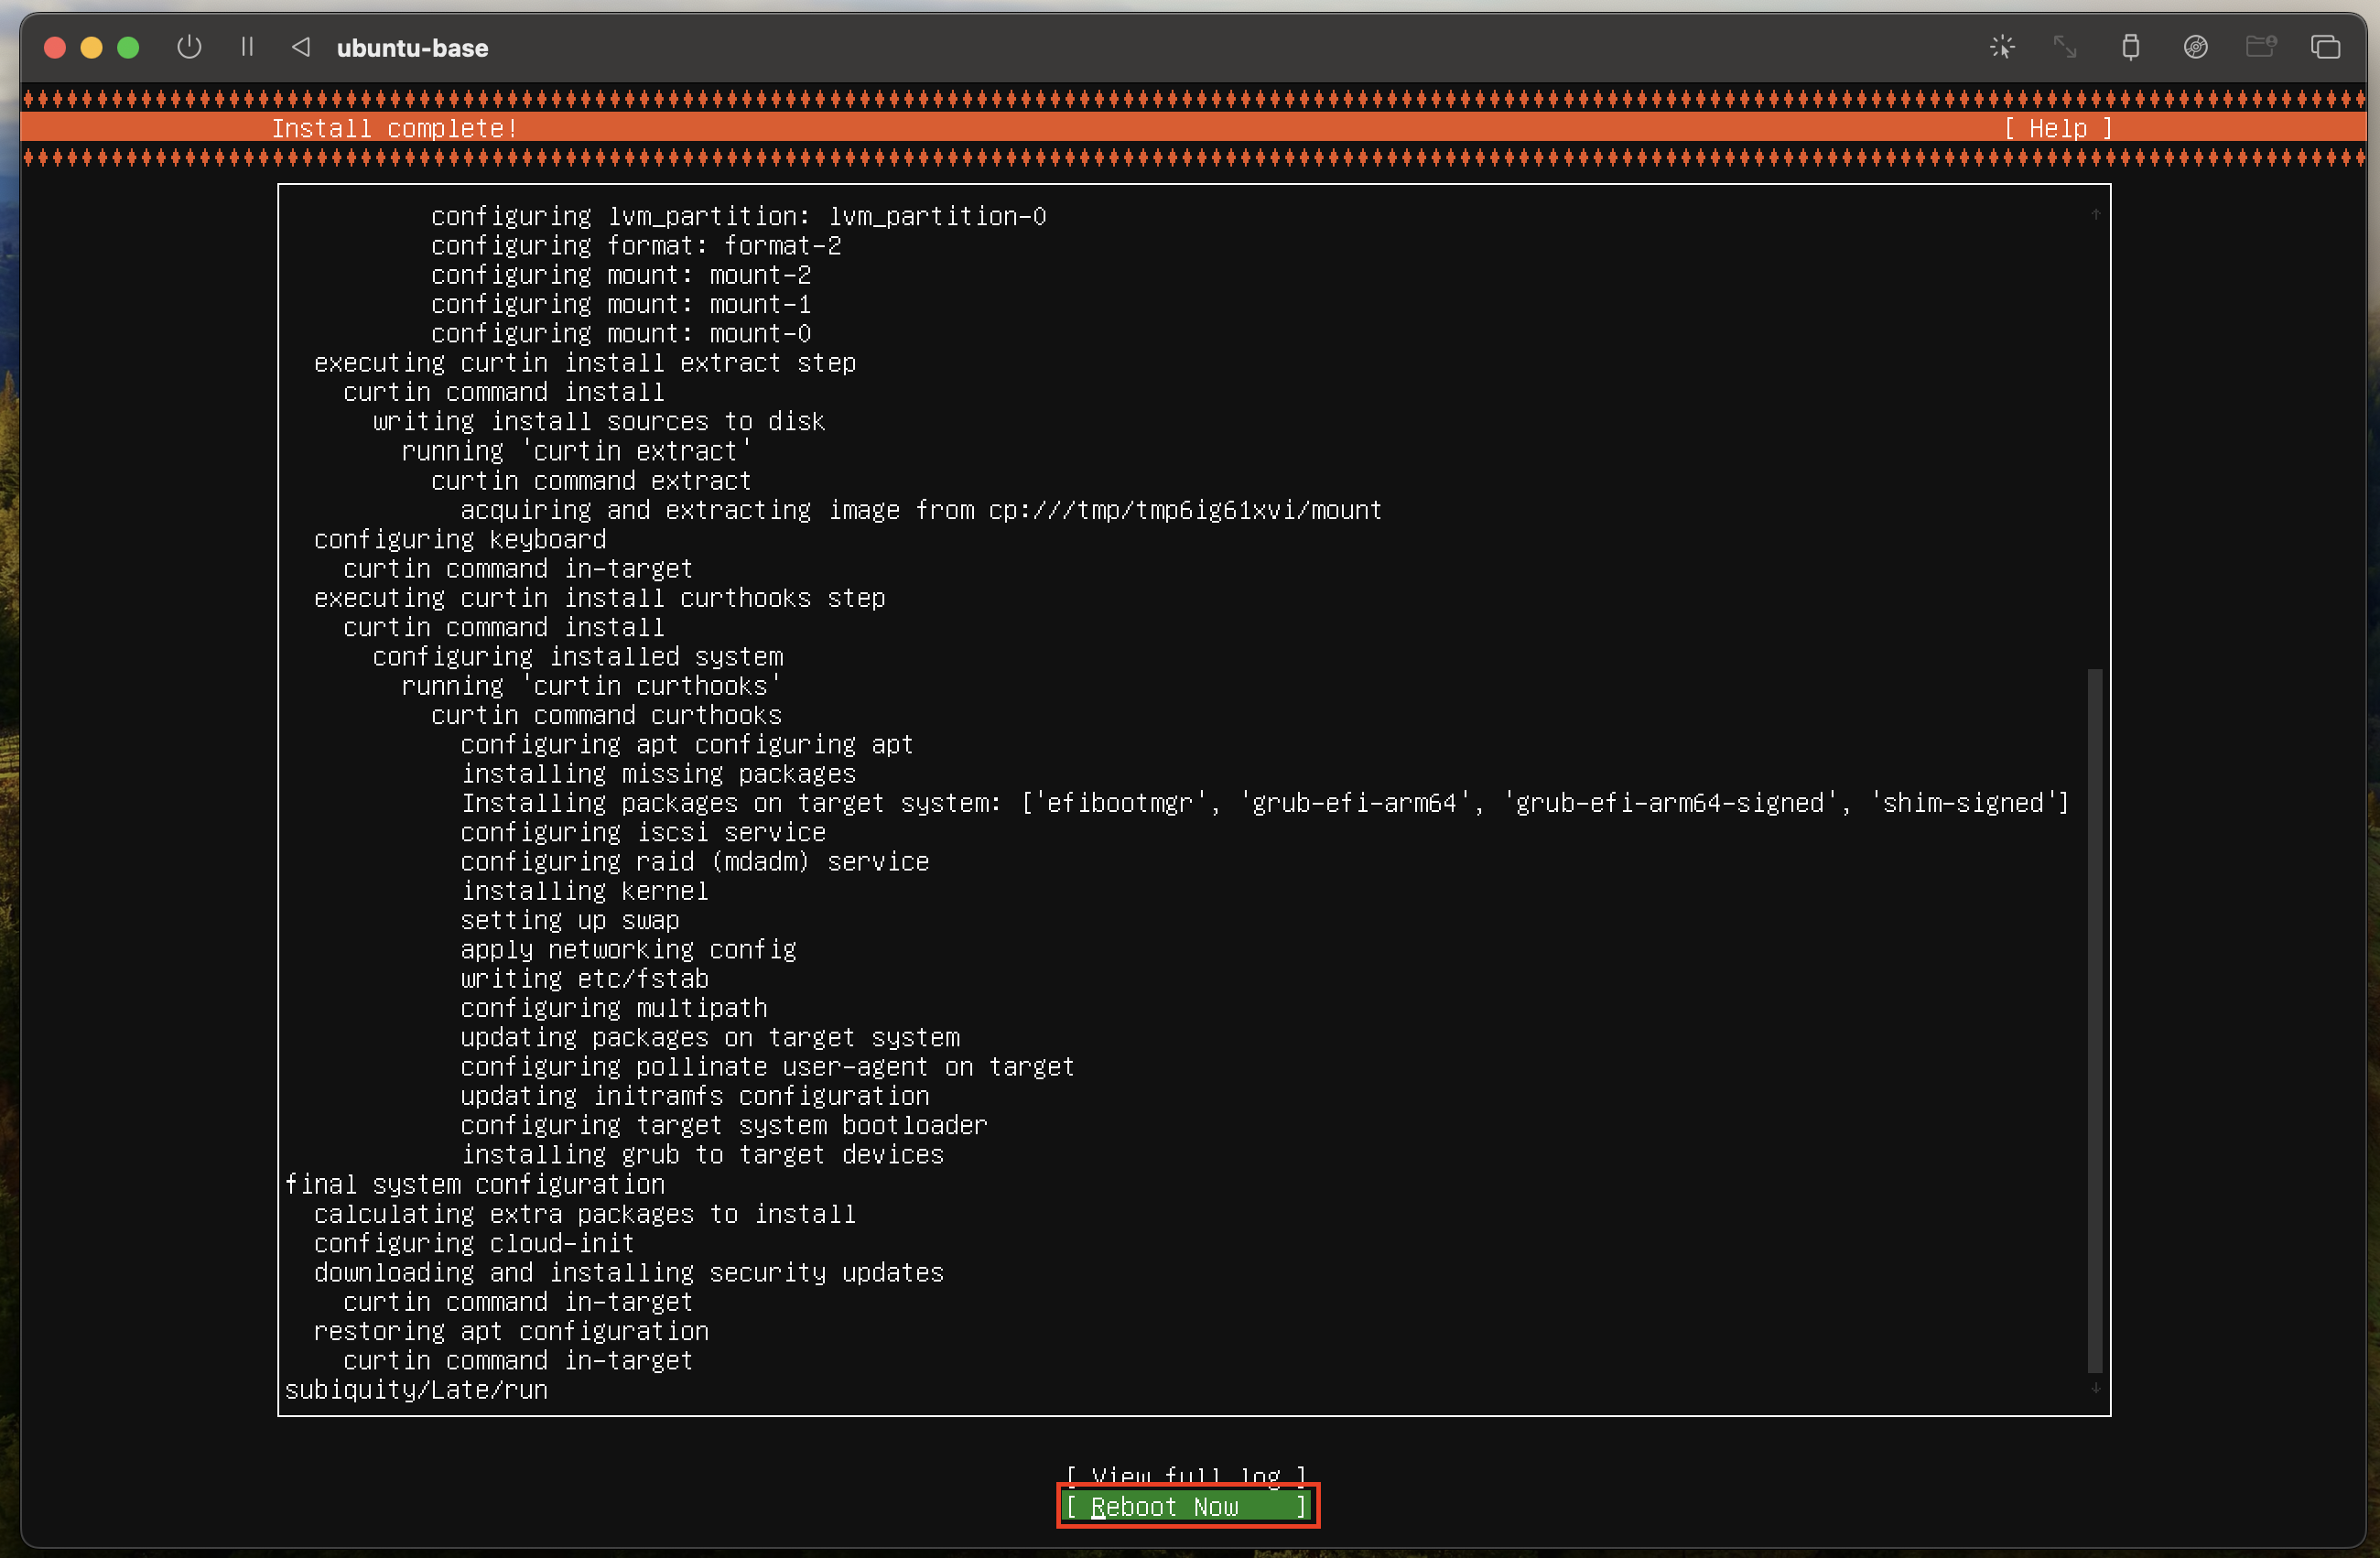 ubuntu-base
Install complete!
[ Help ]
configuring lvm_partition: lvm_partition-0
configuring format: format-2
configuring mount: mount-2
configuring mount: mount-1
configuring mount: mount-0
executing curtin install extract step
curtin command install
writing install sources to disk
running 'curtin extract'
curtin command extract
acquiring and extracting image from cp:///tmp/tmp6ig61xvi/mount
configuring keyboard
curtin command in-target
executing curtin install curthooks step
curtin command install
configuring installed system
running 'curtin curthooks'
curtin command curthooks
configuring apt configuring apt
installing missing packages
Installing packages on target system: ['efibootmgr', 'grub-efi-arm64', 'grub-efi-arm64-signed', 'shim-signed']
configuring iscsi service
configuring raid (mdadm) service
installing kernel
setting up swap
apply networking config
writing etc/fstab
configuring multipath
updating packages on target system
configuring pollinate user-agent on target
updating initramfs configuration
configuring target system bootloader
installing grub to target devices
final system configuration
calculating extra packages to install
configuring cloud-init
downloading and installing security updates
curtin command in-target
restoring apt configuration
curtin command in-target
subiquity/Late/run
[ View full log ]
[ Reboot Now ]